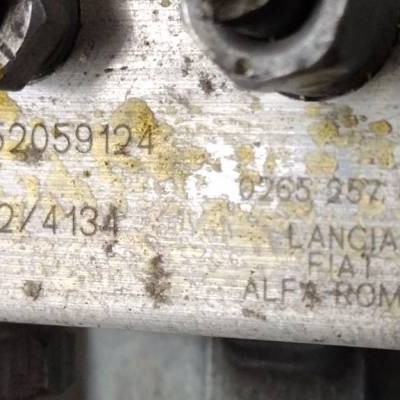 52059124
0265 257
2/4134
LANCIA
FIAT
ALFA ROM